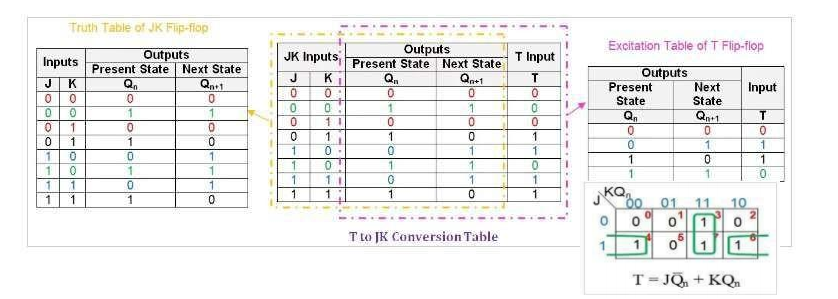 Truth Table of JK Flip-flop
Inputs Outputs
Present State Next State
J K Qn Qn+1
0 0 0 0
0 0 1 1
0 1 0 0
0 1 1 0
1 0 0 1
1 0 1 1
1 1 0 1
1 1 1 0
JK Inputs Outputs T Input
Present State Next State
J K Qn Qn+1 T
0 0 0 0 0
0 0 1 1 0
0 1 0 0 0
0 1 1 0 1
1 0 0 1 1
1 0 1 1 0
1 1 0 1 1
1 1 1 0 1
T to JK Conversion Table
Excitation Table of T Flip-flop
Outputs Input
Present State Next State
Qn Qn+1 T
0 0 0
0 1 1
1 0 1
1 1 0
J KQn 00 01 11 10
0 0 0 0 1 1 3 0 2
1 1 4 0 5 1 7 1 6
T = JQ̅n + KQn